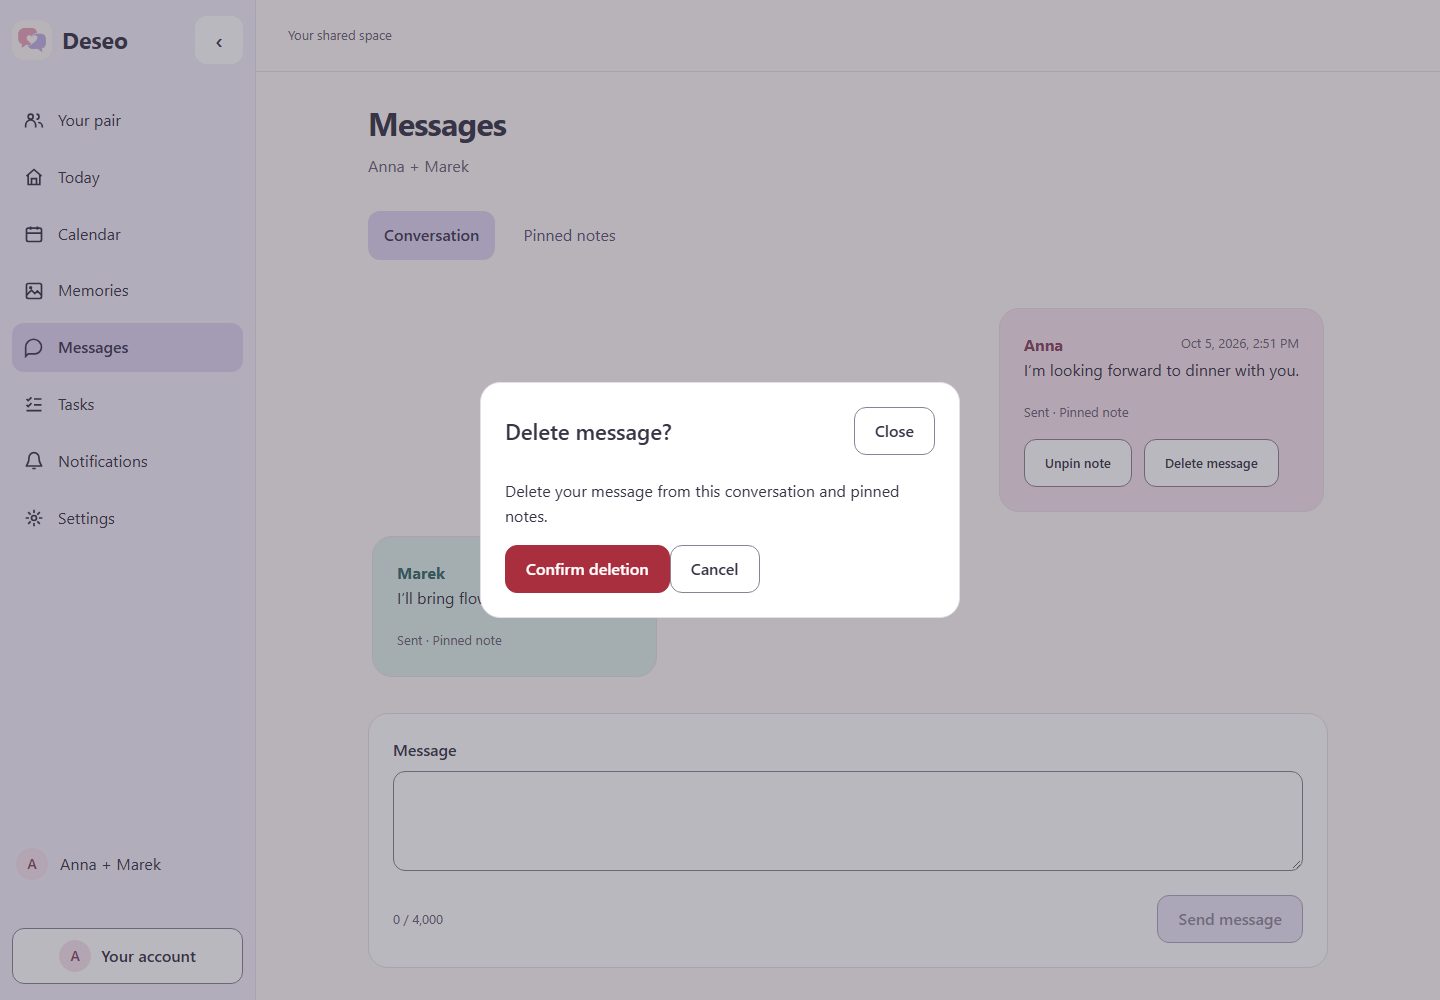 Deseo
‹
Your shared space
Your pair
Today
Calendar
Memories
Messages
Tasks
Notifications
Settings
A Anna + Marek
A Your account
Messages
Anna + Marek
Conversation Pinned notes
Anna Oct 5, 2026, 2:51 PM
I’m looking forward to dinner with you.
Sent · Pinned note
Unpin note Delete message
Delete message? Close
Delete your message from this conversation and pinned
notes.
Confirm deletion Cancel
Marek
I’ll bring
Sent · Pinned note
Message
0 / 4,000 Send message